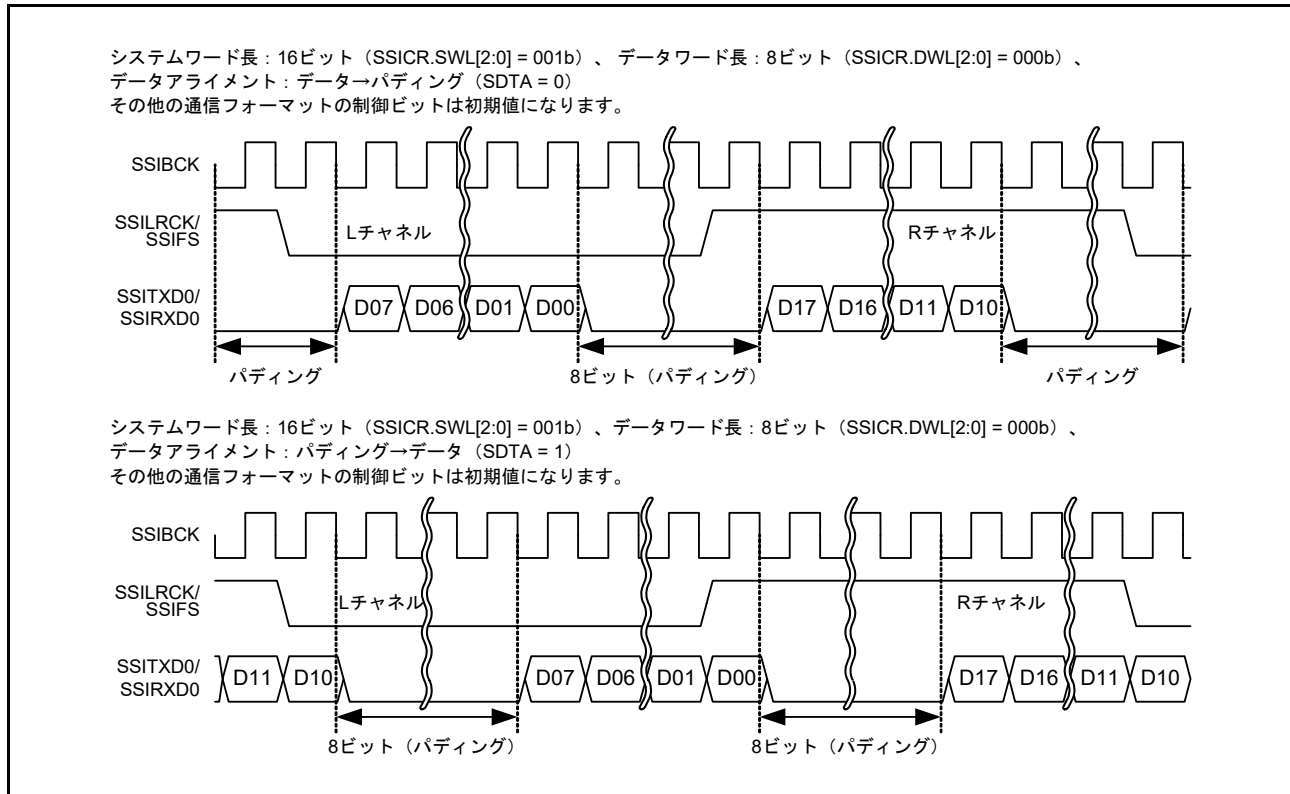 システムワード長：16ビット（SSICR.SWL[2:0] = 001b）、 データワード長：8ビット（SSICR.DWL[2:0] = 000b）、
データアライメント：データ→パディング（SDTA = 0）
その他の通信フォーマットの制御ビットは初期値になります。
SSIBCK
SSILRCK/
SSIFS
Lチャネル
Rチャネル
SSITXD0/
SSIRXD0
D07 D06 D01 D00 D17 D16 D11 D10
パディング
8ビット（パディング）
パディング
システムワード長：16ビット（SSICR.SWL[2:0] = 001b）、データワード長：8ビット（SSICR.DWL[2:0] = 000b）、
データアライメント：パディング→データ（SDTA = 1）
その他の通信フォーマットの制御ビットは初期値になります。
SSIBCK
SSILRCK/
SSIFS
Lチャネル
Rチャネル
SSITXD0/
SSIRXD0
D11 D10 D07 D06 D01 D00 D17 D16 D11 D10
8ビット（パディング）
8ビット（パディング）